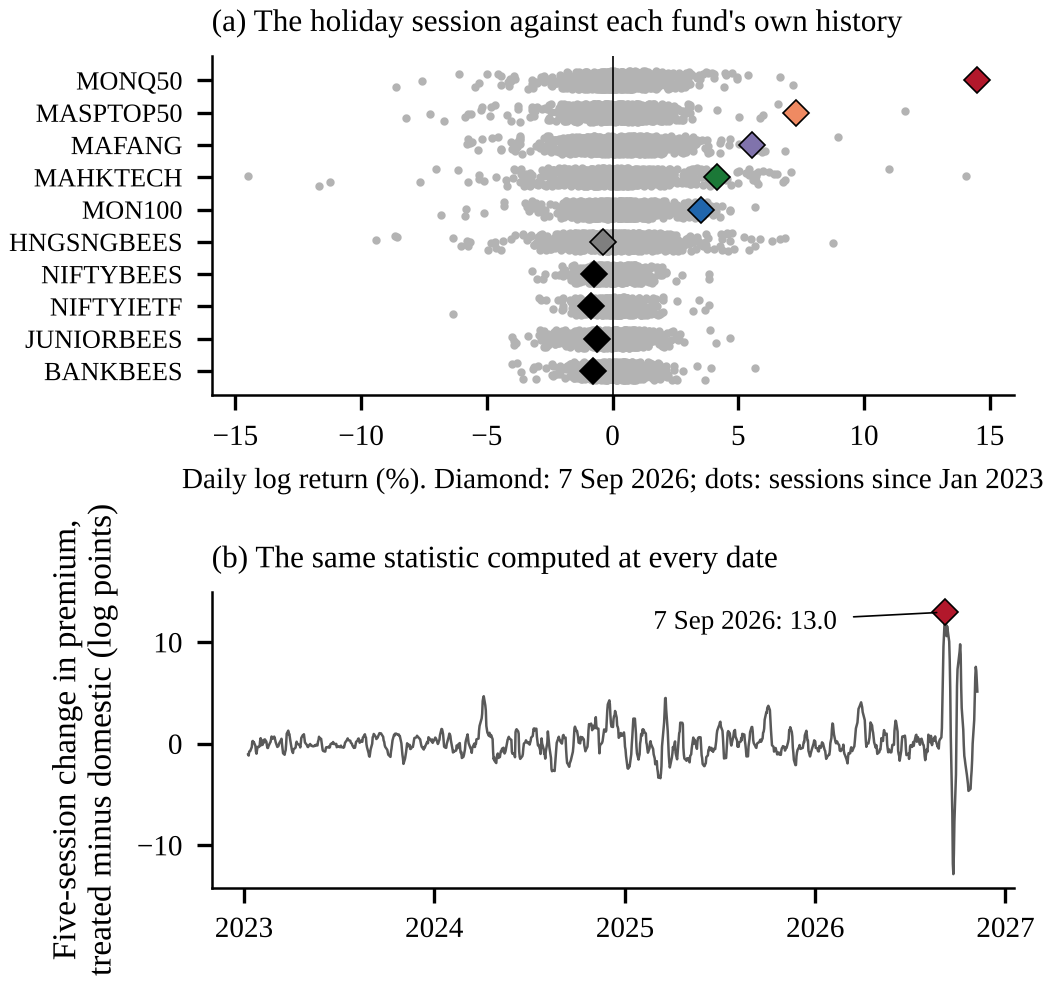 (a) The holiday session against each fund's own history
MONQ50
MASPTOP50
MAFANG
MAHKTECH
MON100
HNGSNGBEES
NIFTYBEES
NIFTYIETF
JUNIORBEES
BANKBEES
−15 −10 −5 0 5 10 15
Daily log return (%). Diamond: 7 Sep 2026; dots: sessions since Jan 2023
(b) The same statistic computed at every date
Five-session change in premium,
treated minus domestic (log points)
7 Sep 2026: 13.0
10
0
−10
2023 2024 2025 2026 2027